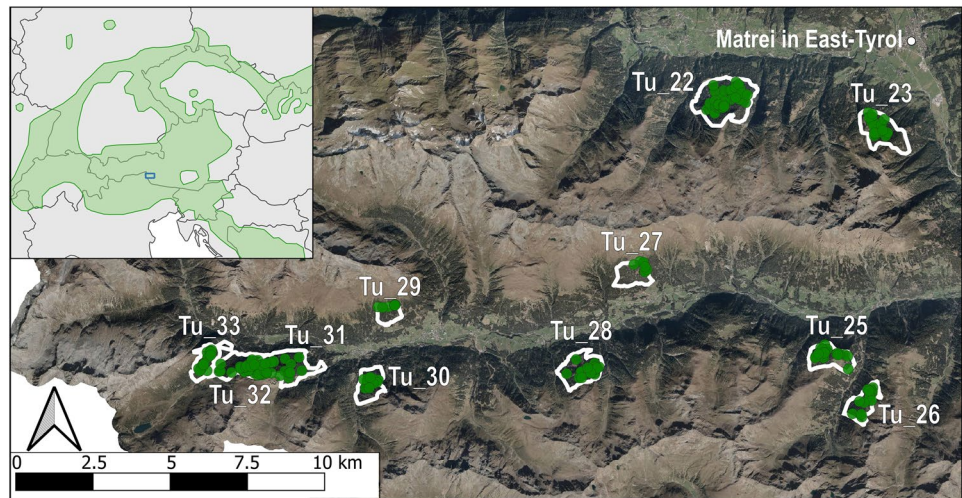 Matrei in East-Tyrol
Tu_22
Tu_23
Tu_27
Tu_29
Tu_33
Tu_31
Tu_28
Tu_25
Tu_32
Tu_30
Tu_26
0 2.5 5 7.5 10 km